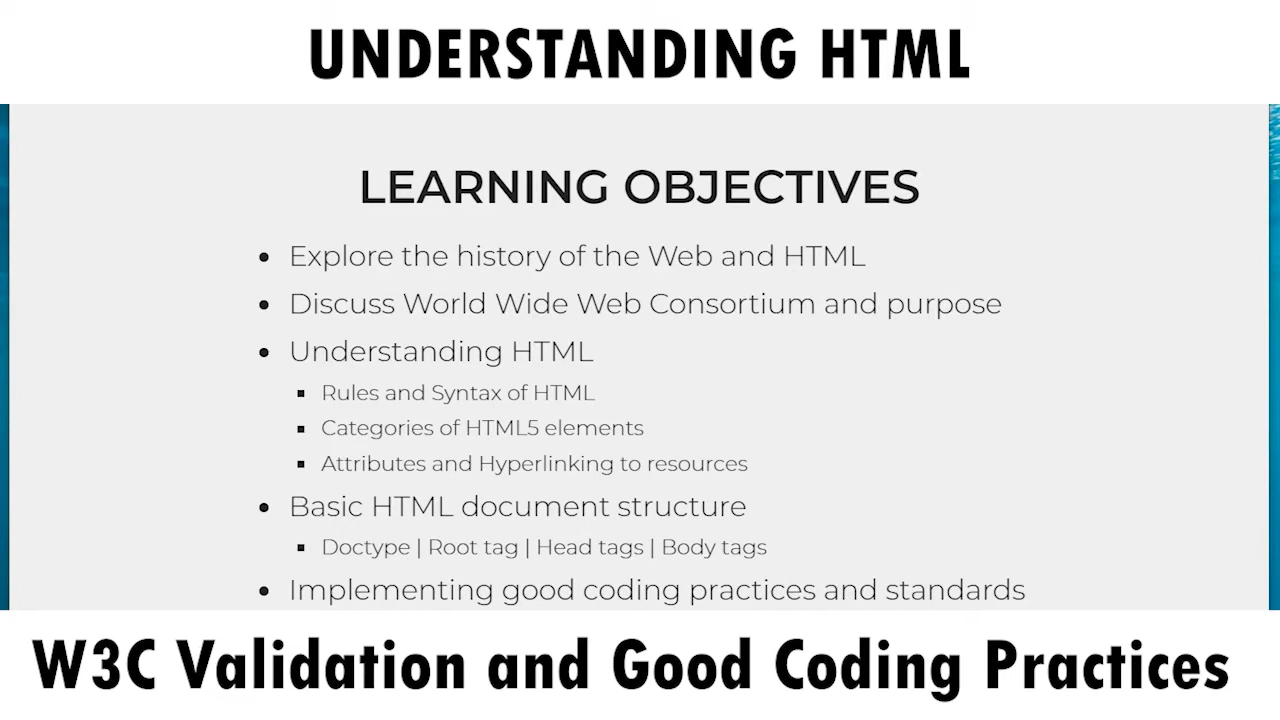 UNDERSTANDING HTML
LEARNING OBJECTIVES
• Explore the history of the Web and HTML
• Discuss World Wide Web Consortium and purpose
• Understanding HTML
▪ Rules and Syntax of HTML
▪ Categories of HTML5 elements
▪ Attributes and Hyperlinking to resources
• Basic HTML document structure
▪ Doctype | Root tag | Head tags | Body tags
• Implementing good coding practices and standards
W3C Validation and Good Coding Practices